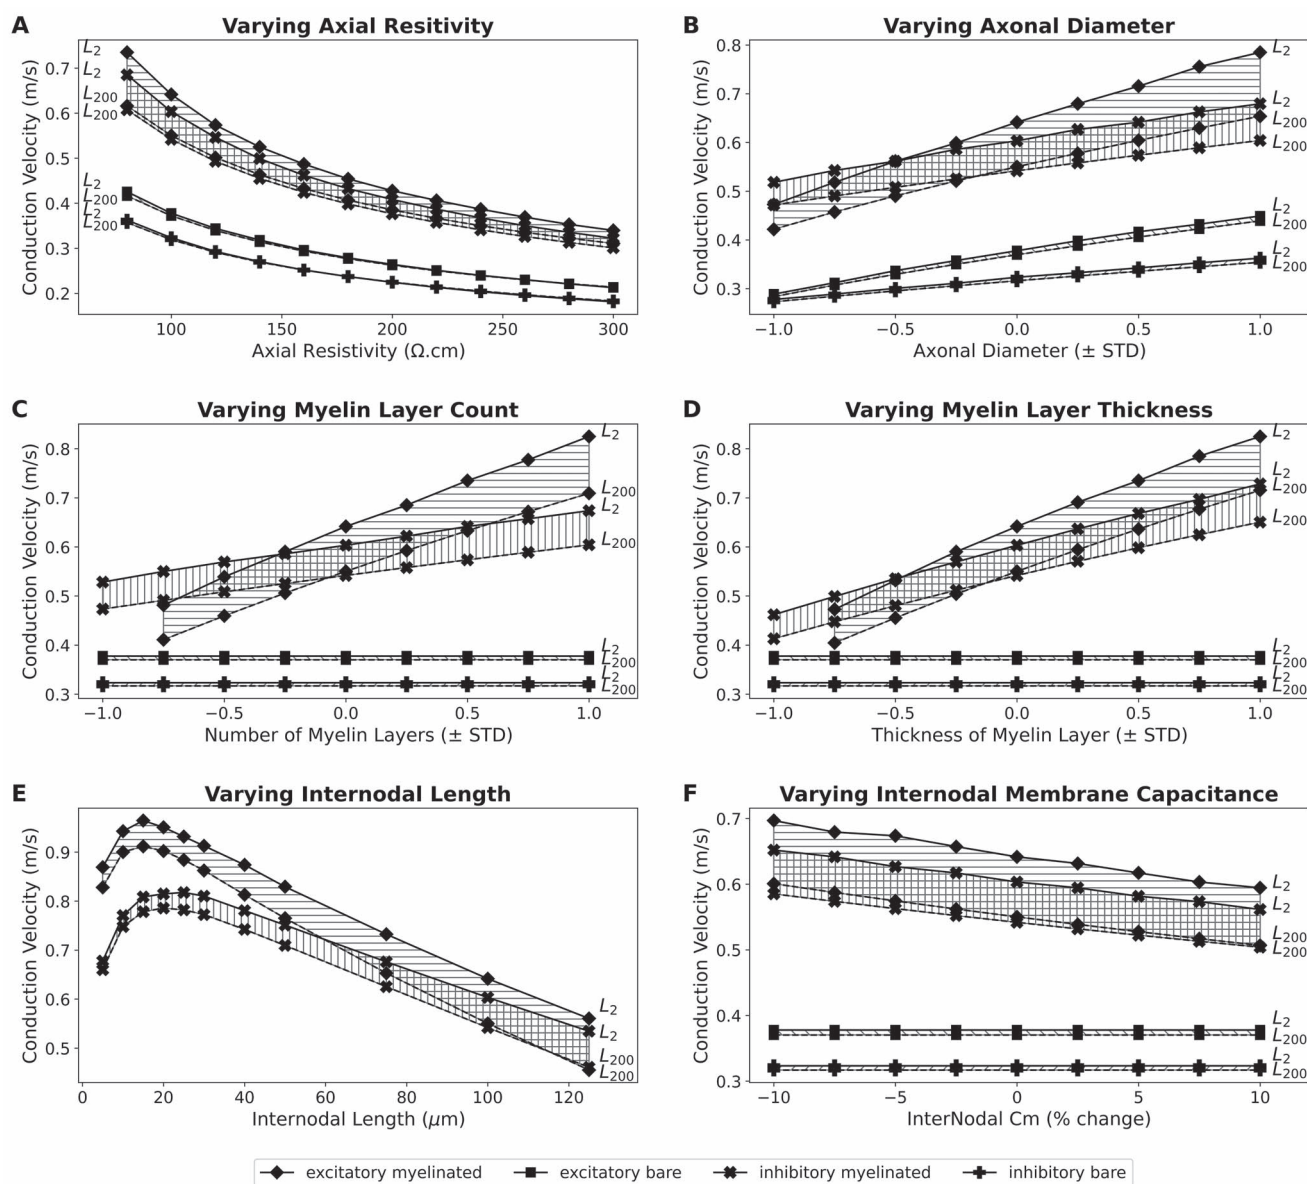 A
Varying Axial Resitivity
L2
L2
L200
L200
L2
L200
L2
L200
0.7
0.6
0.5
0.4
0.3
0.2
Conduction Velocity (m/s)
100 150 200 250 300
Axial Resistivity (Ω.cm)
B
Varying Axonal Diameter
0.8
0.7
0.6
0.5
0.4
0.3
Conduction Velocity (m/s)
L2
L2
L200
L200
L2
L200
L2
L200
−1.0 −0.5 0.0 0.5 1.0
Axonal Diameter (± STD)
C
Varying Myelin Layer Count
0.8
0.7
0.6
0.5
0.4
0.3
Conduction Velocity (m/s)
L2
L200
L2
L200
L2
L200
L2
L200
−1.0 −0.5 0.0 0.5 1.0
Number of Myelin Layers (± STD)
D
Varying Myelin Layer Thickness
0.8
0.7
0.6
0.5
0.4
0.3
Conduction Velocity (m/s)
L2
L2
L200
L200
L2
L200
L2
L200
−1.0 −0.5 0.0 0.5 1.0
Thickness of Myelin Layer (± STD)
E
Varying Internodal Length
0.9
0.8
0.7
0.6
0.5
Conduction Velocity (m/s)
L2
L2
L200
L200
0 20 40 60 80 100 120
Internodal Length (μm)
F
Varying Internodal Membrane Capacitance
0.7
0.6
0.5
0.4
0.3
Conduction Velocity (m/s)
L2
L2
L200
L200
L2
L200
L2
L200
−10 −5 0 5 10
InterNodal Cm (% change)
excitatory myelinated excitatory bare inhibitory myelinated inhibitory bare